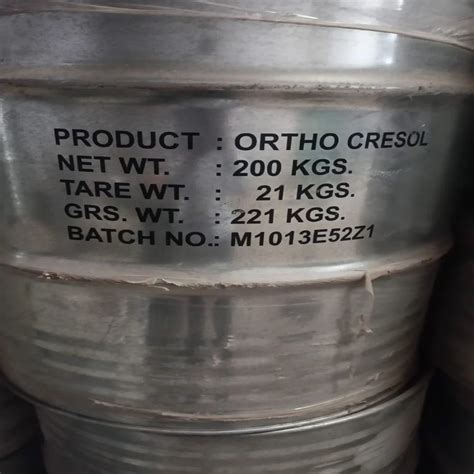 PRODUCT : ORTHO CRESOL
NET WT. : 200 KGS.
TARE WT. : 21 KGS.
GRS. WT. : 221 KGS.
BATCH NO.: M1013E52Z1